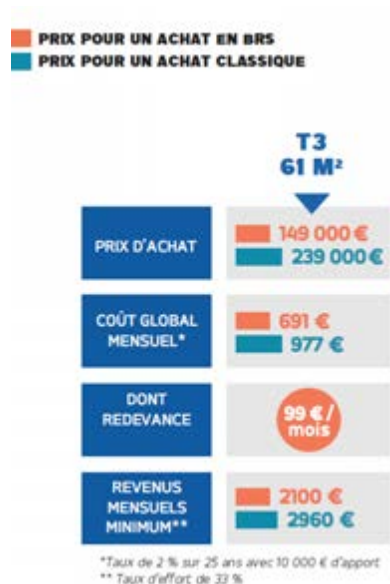 PRIX POUR UN ACHAT EN BRS
PRIX POUR UN ACHAT CLASSIQUE
T3
61 M²
PRIX D'ACHAT
149 000 €
239 000 €
COÛT GLOBAL
MENSUEL*
691 €
977 €
DONT
REDEVANCE
99 € /
mois
REVENUS
MENSUELS
MINIMUM**
2100 €
2960 €
*Taux de 2 % sur 25 ans avec 10 000 € d'apport
** Taux d'effort de 33 %